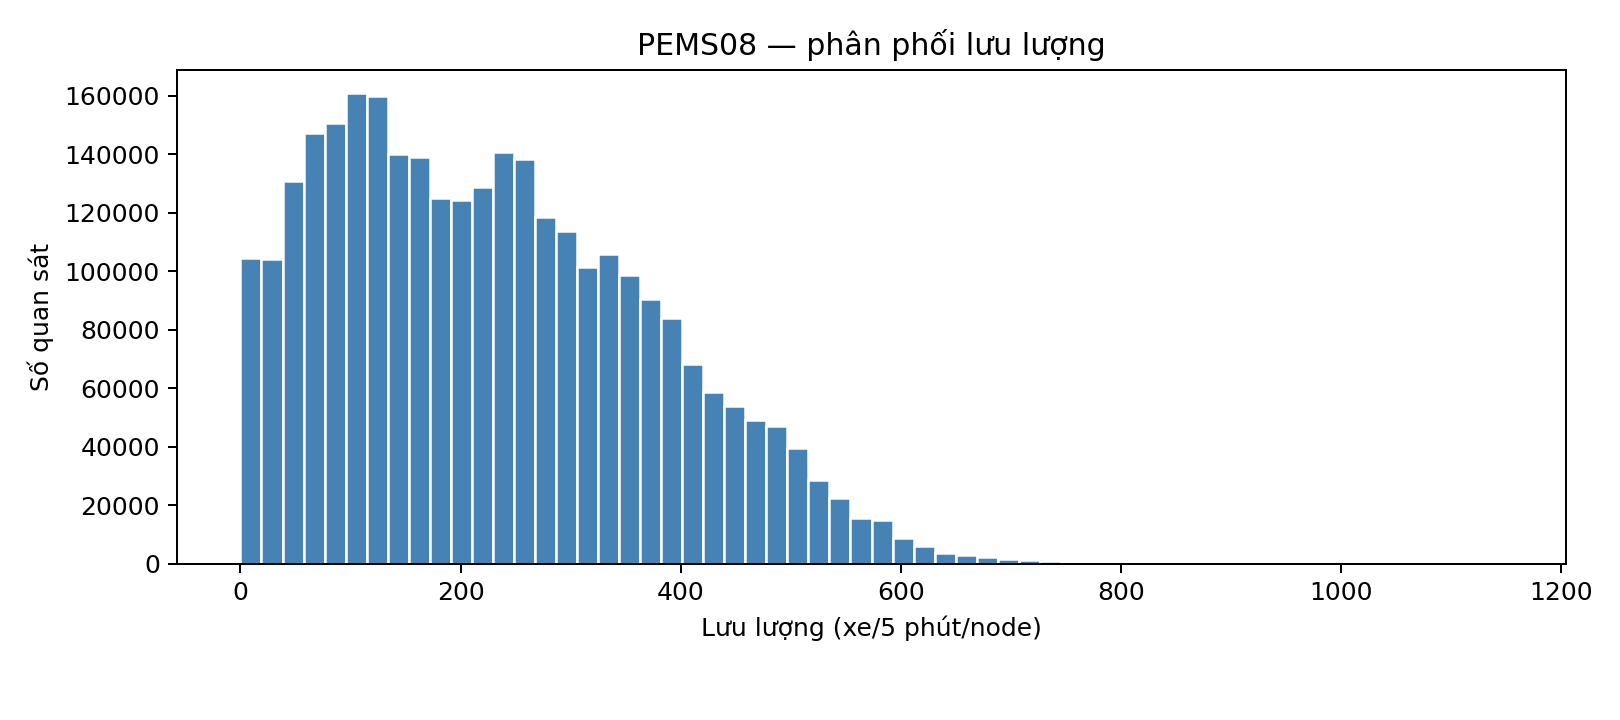 PEMS08 — phân phối lưu lượng
Số quan sát
160000
140000
120000
100000
80000
60000
40000
20000
0
0 200 400 600 800 1000 1200
Lưu lượng (xe/5 phút/node)